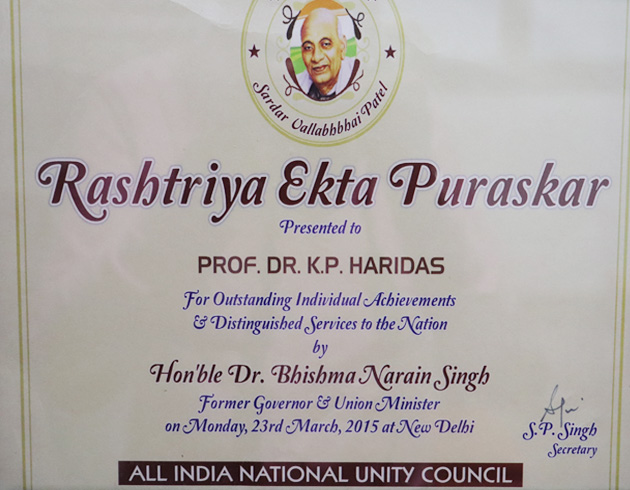 Sardar Vallabhbhai Patel
Rashtriya Ekta Puraskar
Presented to
PROF. DR. K.P. HARIDAS
For Outstanding Individual Achievements
& Distinguished Services to the Nation
by
Hon'ble Dr. Bhishma Narain Singh
Former Governor & Union Minister
on Monday, 23rd March, 2015 at New Delhi
S.P. Singh
Secretary
ALL INDIA NATIONAL UNITY COUNCIL